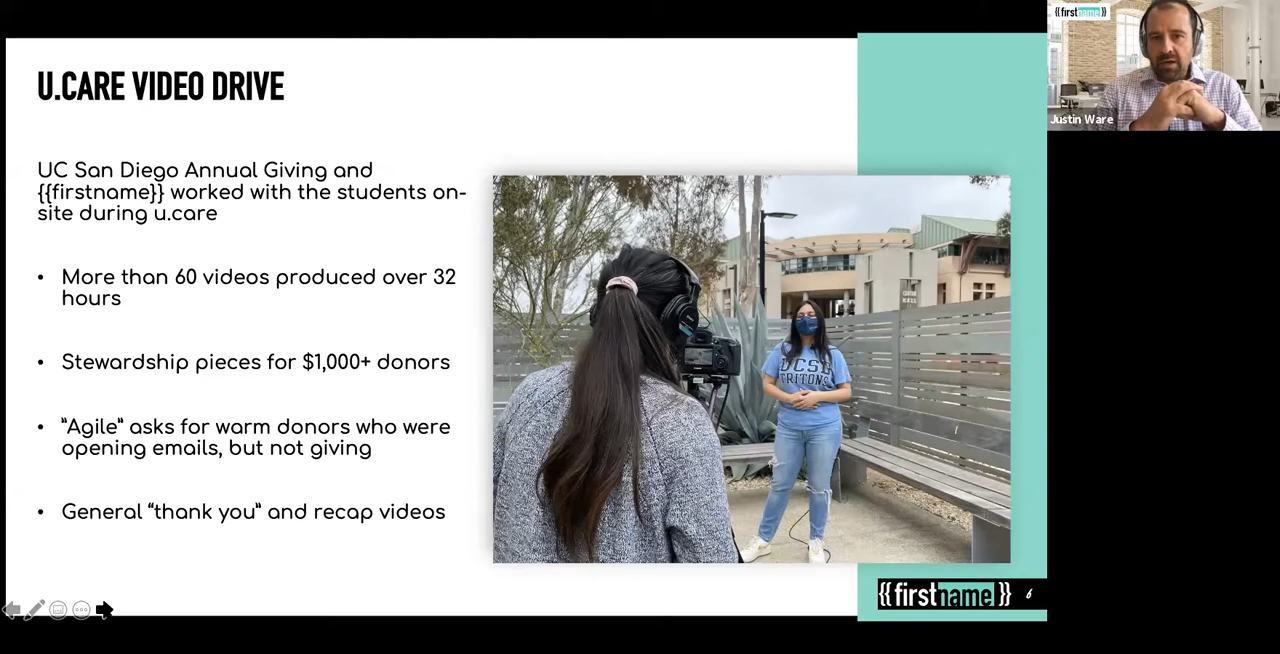 U.CARE VIDEO DRIVE
UC San Diego Annual Giving and
{{firstname}} worked with the students on-
site during u.care
• More than 60 videos produced over 32
hours
• Stewardship pieces for $1,000+ donors
• ”Agile” asks for warm donors who were
opening emails, but not giving
• General “thank you” and recap videos
UCSD
TRITONS
{{firstname}} 6
{{firstname}}
Justin Ware